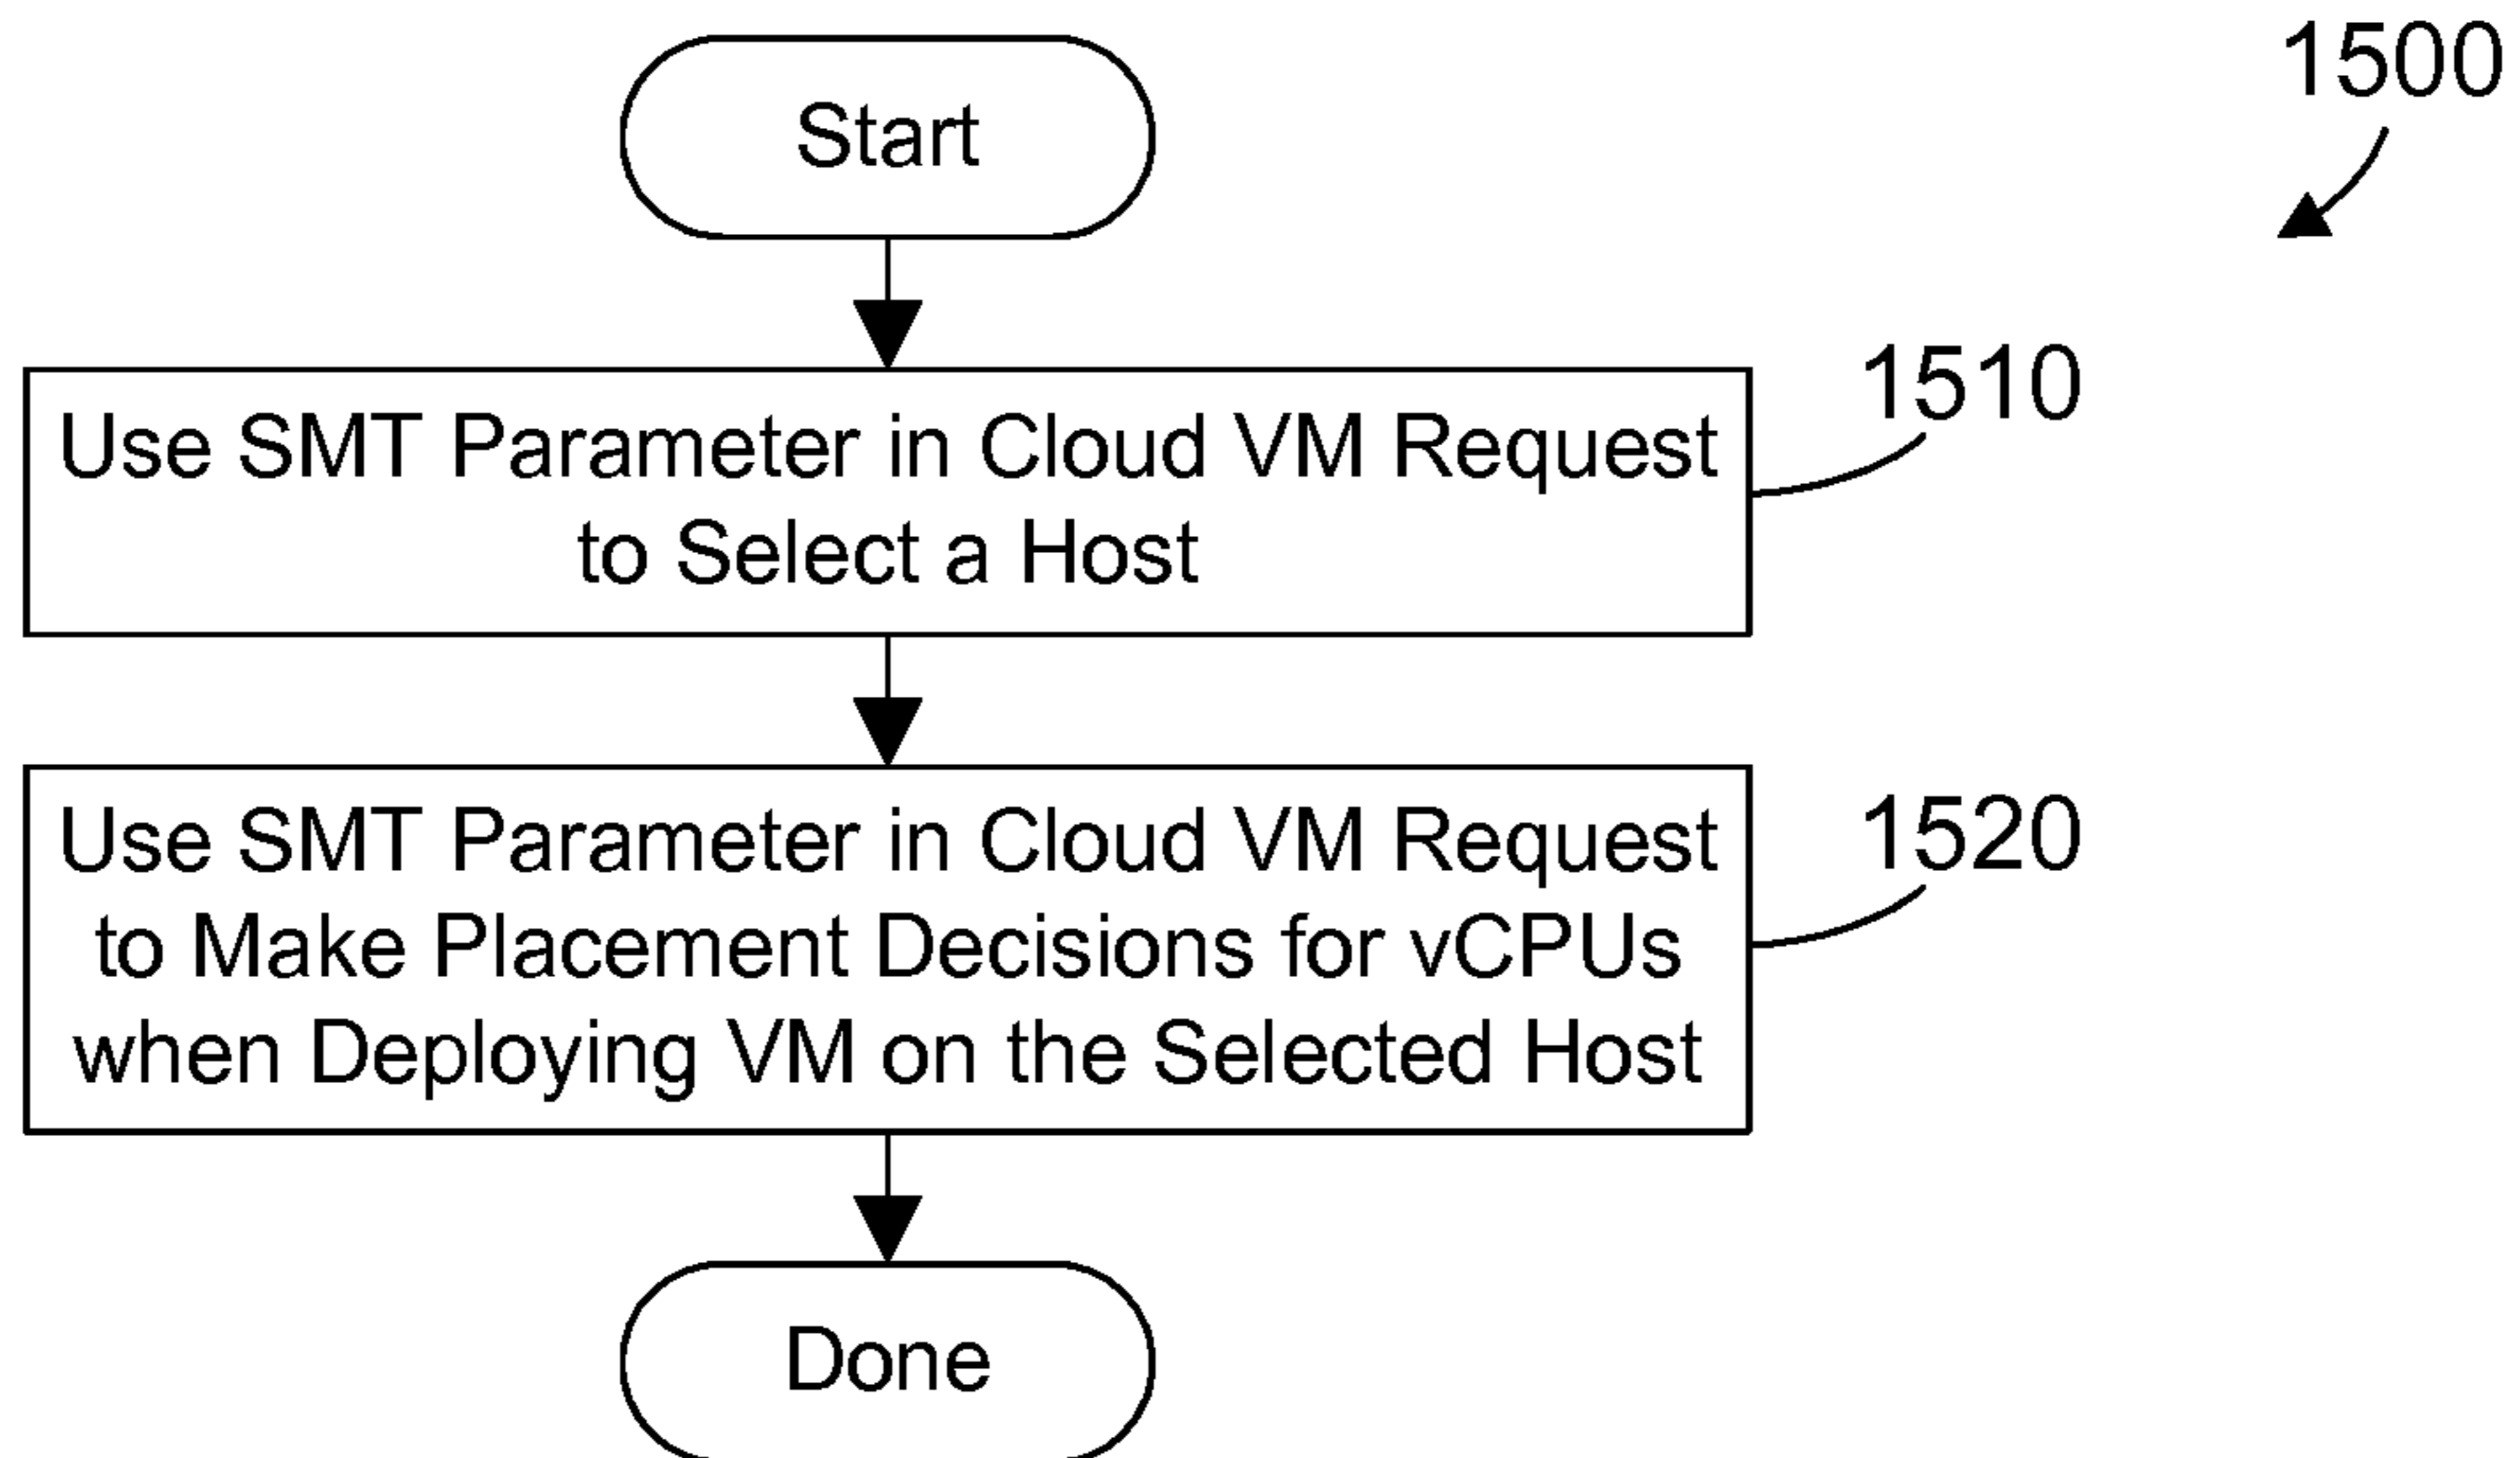 Start
1500
Use SMT Parameter in Cloud VM Request
to Select a Host
1510
Use SMT Parameter in Cloud VM Request
to Make Placement Decisions for vCPUs
when Deploying VM on the Selected Host
1520
Done